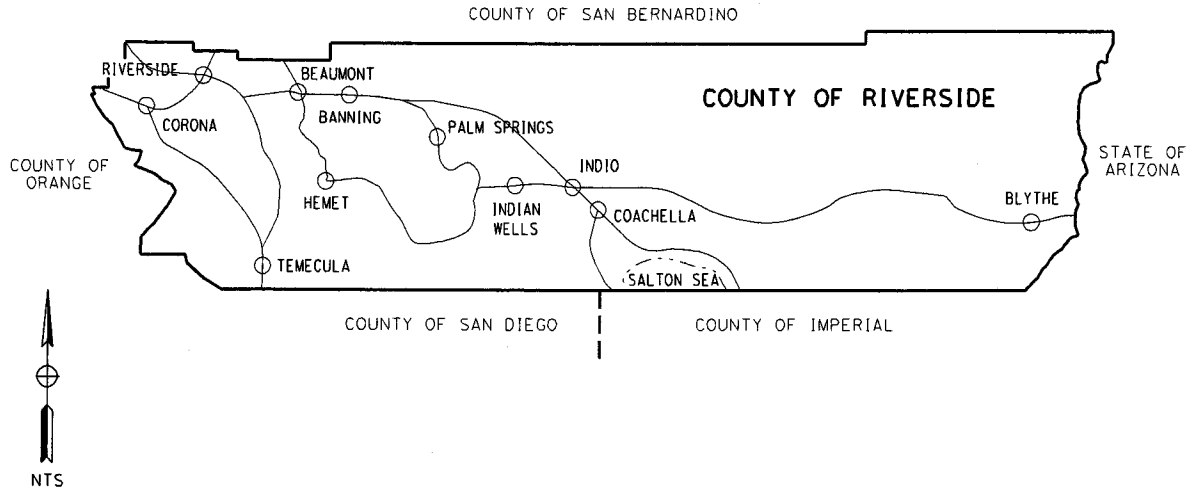 COUNTY OF SAN BERNARDINO
RIVERSIDE
BEAUMONT
COUNTY OF RIVERSIDE
CORONA
BANNING
PALM SPRINGS
COUNTY OF
ORANGE
STATE OF
ARIZONA
HEMET
INDIO
INDIAN
WELLS
COACHELLA
BLYTHE
TEMECULA
SALTON SEA
COUNTY OF SAN DIEGO
COUNTY OF IMPERIAL
NTS